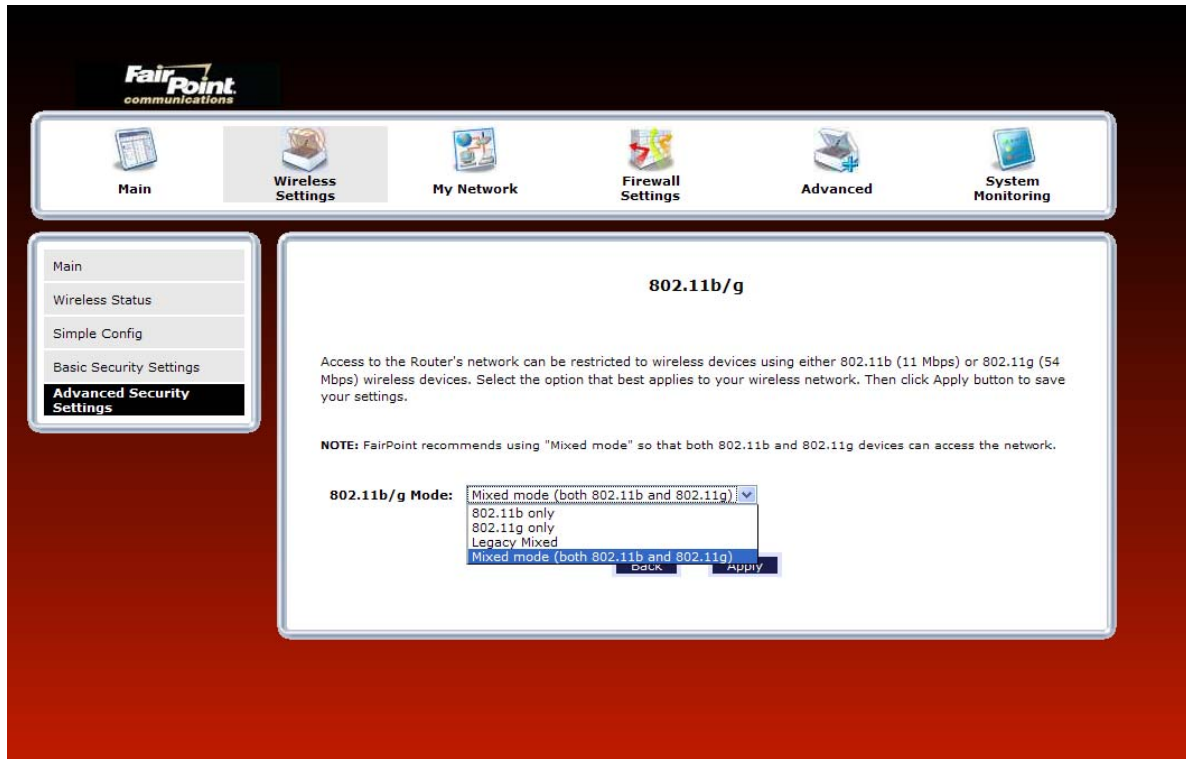 FairPoint.
communications
Main
Wireless
Settings
My Network
Firewall
Settings
Advanced
System
Monitoring
Main
Wireless Status
Simple Config
Basic Security Settings
Advanced Security
Settings
802.11b/g
Access to the Router's network can be restricted to wireless devices using either 802.11b (11 Mbps) or 802.11g (54
Mbps) wireless devices. Select the option that best applies to your wireless network. Then click Apply button to save
your settings.
NOTE: FairPoint recommends using "Mixed mode" so that both 802.11b and 802.11g devices can access the network.
802.11b/g Mode: Mixed mode (both 802.11b and 802.11g)
802.11b only
802.11g only
Legacy Mixed
Mixed mode (both 802.11b and 802.11g)
Back Apply